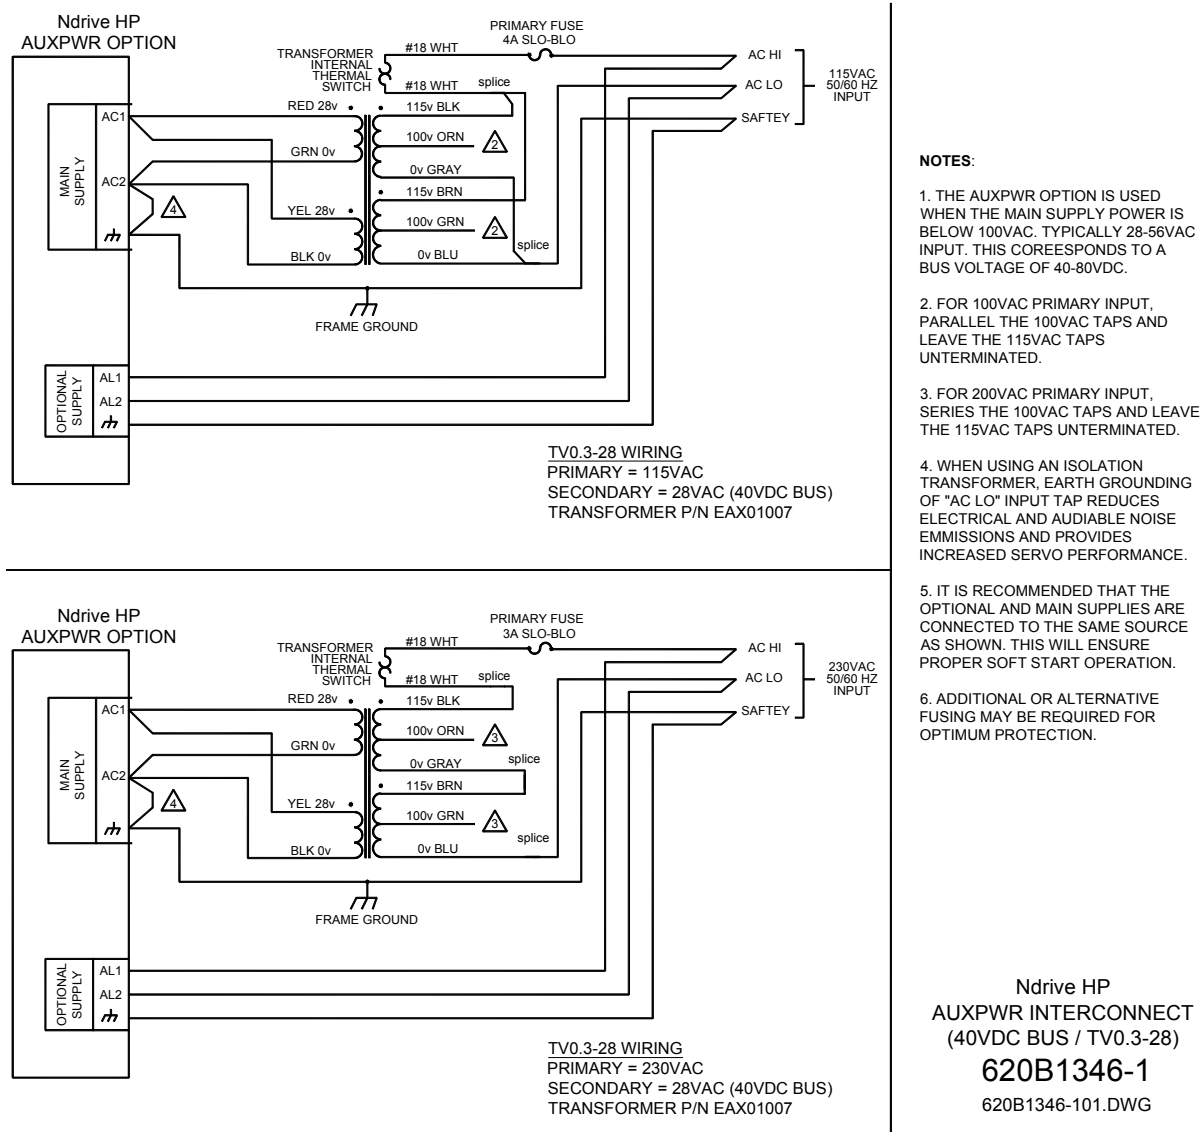 Ndrive HP
AUXPWR OPTION
PRIMARY FUSE
4A SLO-BLO
TRANSFORMER
INTERNAL
THERMAL
SWITCH
#18 WHT
#18 WHT
splice
AC HI
AC LO
SAFTEY
115VAC
50/60 HZ
INPUT
MAIN
SUPPLY
AC1
AC2
4
RED 28v
GRN 0v
YEL 28v
BLK 0v
115v BLK
100v ORN
2
0v GRAY
115v BRN
100v GRN
2
0v BLU
splice
FRAME GROUND
OPTIONAL
SUPPLY
AL1
AL2
TV0.3-28 WIRING
PRIMARY = 115VAC
SECONDARY = 28VAC (40VDC BUS)
TRANSFORMER P/N EAX01007
Ndrive HP
AUXPWR OPTION
PRIMARY FUSE
3A SLO-BLO
TRANSFORMER
INTERNAL
THERMAL
SWITCH
#18 WHT
#18 WHT
splice
AC HI
AC LO
SAFTEY
230VAC
50/60 HZ
INPUT
MAIN
SUPPLY
AC1
AC2
4
RED 28v
GRN 0v
YEL 28v
BLK 0v
115v BLK
100v ORN
3
0v GRAY
splice
115v BRN
100v GRN
3
0v BLU
splice
FRAME GROUND
OPTIONAL
SUPPLY
AL1
AL2
TV0.3-28 WIRING
PRIMARY = 230VAC
SECONDARY = 28VAC (40VDC BUS)
TRANSFORMER P/N EAX01007
NOTES:
1. THE AUXPWR OPTION IS USED
WHEN THE MAIN SUPPLY POWER IS
BELOW 100VAC. TYPICALLY 28-56VAC
INPUT. THIS COREESPONDS TO A
BUS VOLTAGE OF 40-80VDC.
2. FOR 100VAC PRIMARY INPUT,
PARALLEL THE 100VAC TAPS AND
LEAVE THE 115VAC TAPS
UNTERMINATED.
3. FOR 200VAC PRIMARY INPUT,
SERIES THE 100VAC TAPS AND LEAVE
THE 115VAC TAPS UNTERMINATED.
4. WHEN USING AN ISOLATION
TRANSFORMER, EARTH GROUNDING
OF "AC LO" INPUT TAP REDUCES
ELECTRICAL AND AUDIABLE NOISE
EMMISSIONS AND PROVIDES
INCREASED SERVO PERFORMANCE.
5. IT IS RECOMMENDED THAT THE
OPTIONAL AND MAIN SUPPLIES ARE
CONNECTED TO THE SAME SOURCE
AS SHOWN. THIS WILL ENSURE
PROPER SOFT START OPERATION.
6. ADDITIONAL OR ALTERNATIVE
FUSING MAY BE REQUIRED FOR
OPTIMUM PROTECTION.
Ndrive HP
AUXPWR INTERCONNECT
(40VDC BUS / TV0.3-28)
620B1346-1
620B1346-101.DWG